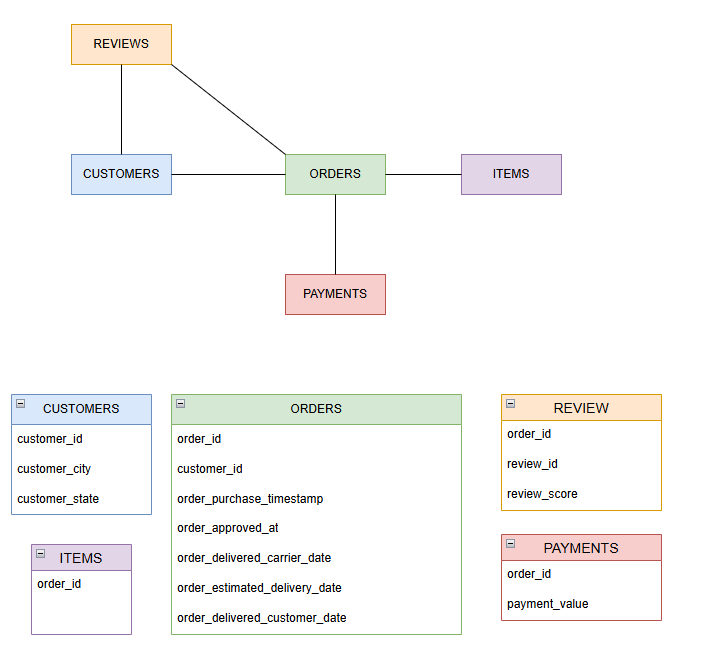 REVIEWS
CUSTOMERS
ORDERS
ITEMS
PAYMENTS
CUSTOMERS
customer_id
customer_city
customer_state
ITEMS
order_id
ORDERS
order_id
customer_id
order_purchase_timestamp
order_approved_at
order_delivered_carrier_date
order_estimated_delivery_date
order_delivered_customer_date
REVIEW
order_id
review_id
review_score
PAYMENTS
order_id
payment_value